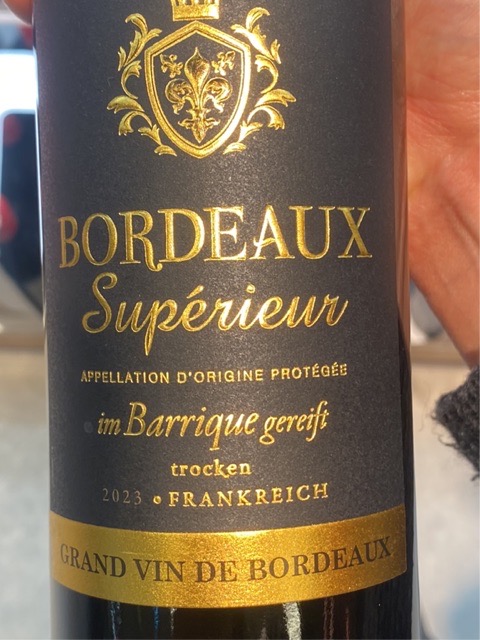 BORDEAUX
Supérieur
APPELLATION D'ORIGINE PROTÉGÉE
im Barrique gereift
trocken
2023 • FRANKREICH
GRAND VIN DE BORDEAUX